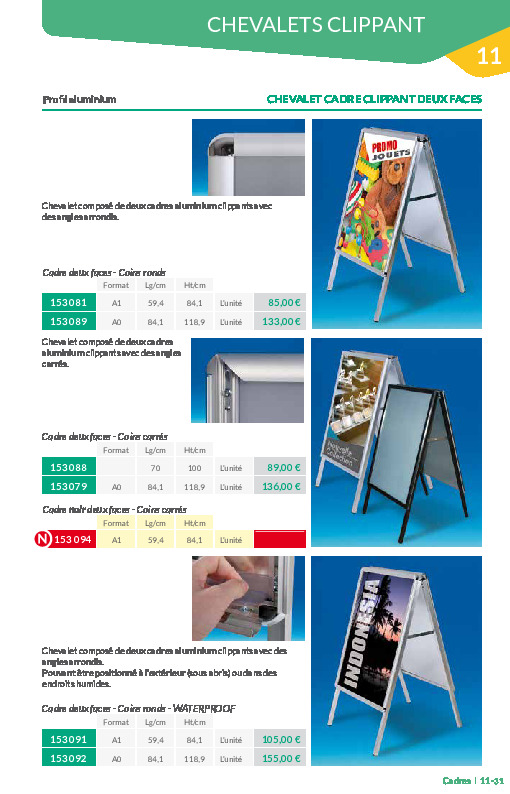 CHEVALETS CLIPPANT
11
Profil aluminium
CHEVALET CADRE CLIPPANT DEUX FACES
PROMO
JOUETS
Chevalet composé de deux cadres aluminium clippants avec
des angles arrondis.
Cadre deux faces - Coins ronds
Format Lg/cm Ht/cm
153081 A1 59,4 84,1 L'unité 85,00 €
153089 A0 84,1 118,9 L'unité 133,00 €
Chevalet composé de deux cadres
aluminium clippants avec des angles
carrés.
Collection
Cadre deux faces - Coins carrés
Format Lg/cm Ht/cm
153088 70 100 L'unité 89,00 €
153079 A0 84,1 118,9 L'unité 136,00 €
Cadre noir deux faces - Coins carrés
Format Lg/cm Ht/cm
N 153 094 A1 59,4 84,1 L'unité
INDONESIA
Chevalet composé de deux cadres aluminium clippants avec des
angles arrondis.
Pouvant être positionné à l'extérieur (sous abris) ou dans des
endroits humides.
Cadre deux faces - Coins ronds - WATERPROOF
Format Lg/cm Ht/cm
153091 A1 59,4 84,1 L'unité 105,00 €
153092 A0 84,1 118,9 L'unité 155,00 €
Cadres | 11-31